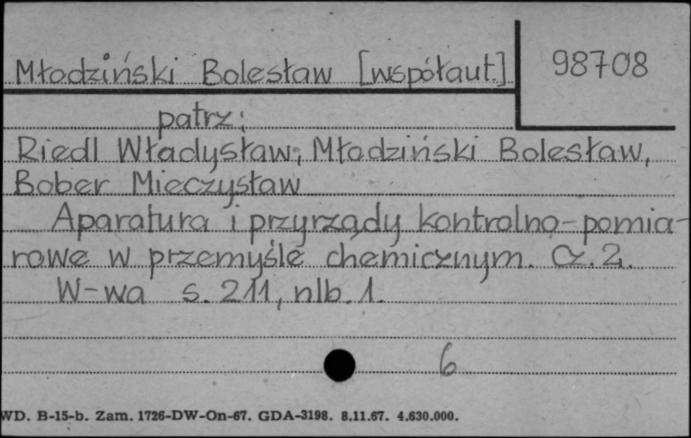 Młodziński Bolesław [współaut.]
98708
patrz:
Riedl Władysław, Młodziński Bolesław,
Bober Mieczysław
Aparatura i przyrządy kontrolno-pomia-
rowe w przemyśle chemicznym. Cz. 2.
W-wa s. 211, nlb. 1.
6
WD. B-15-b. Zam. 1726-DW-On-67. GDA-3198. 8.11.67. 4.630.000.